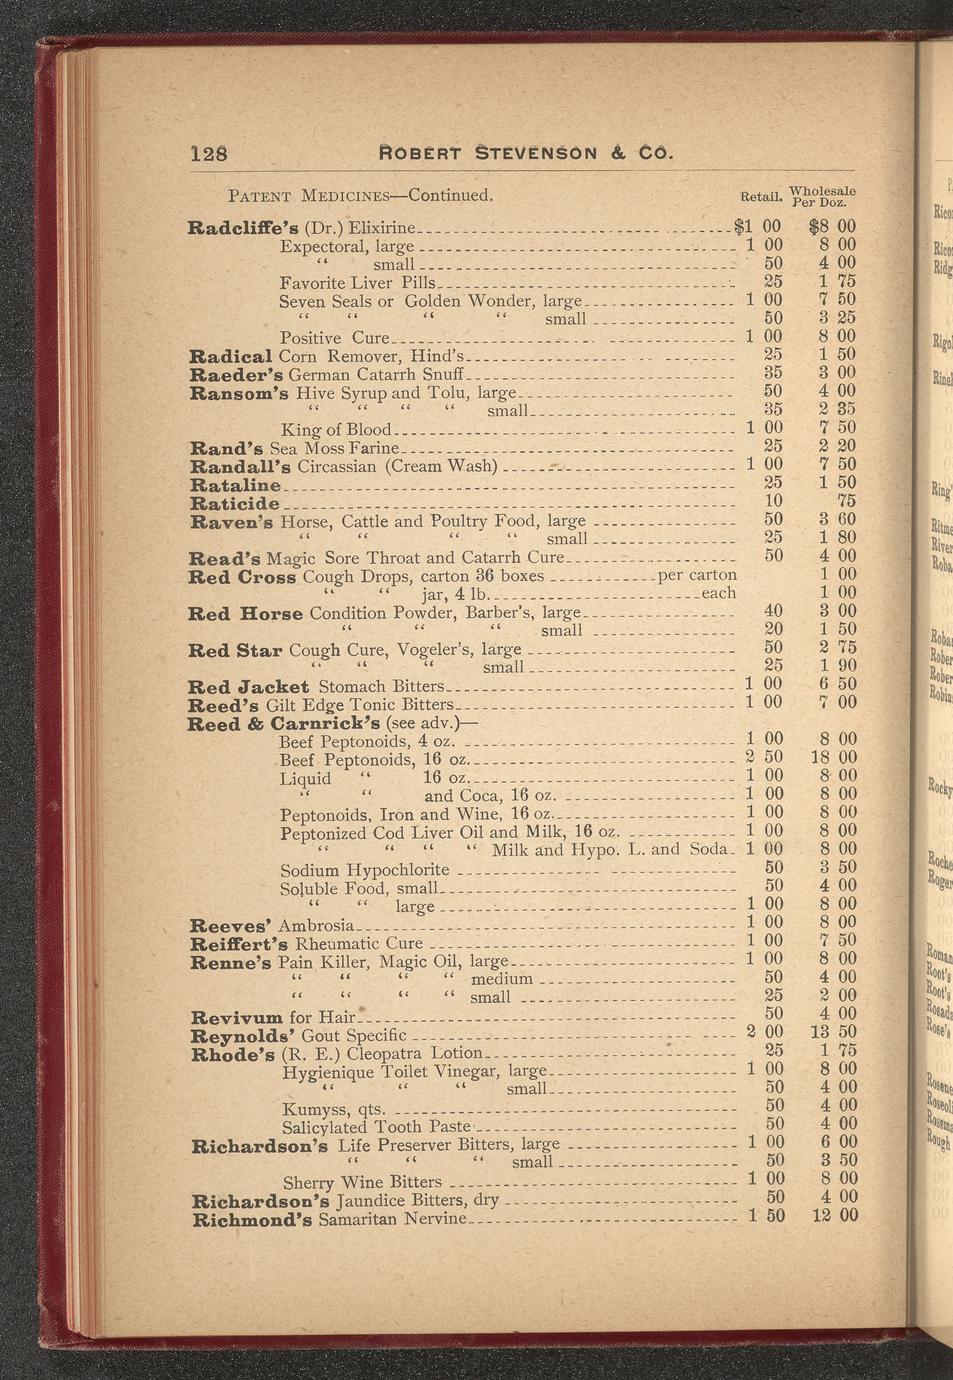 128 ROBERT STEVENSON & CO.
PATENT MEDICINES—Continued. Retail. Wholesale Per Doz.
Radcliffe's (Dr.) Elixirine $1 00 $8 00
Expectoral, large 1 00 8 00
“ small 50 4 00
Favorite Liver Pills 25 1 75
Seven Seals or Golden Wonder, large 1 00 7 50
“ “ “ “ small 50 3 25
Positive Cure 1 00 8 00
Radical Corn Remover, Hind's 25 1 50
Raeder's German Catarrh Snuff 35 3 00
Ransom's Hive Syrup and Tolu, large 50 4 00
“ “ “ “ small 35 2 35
King of Blood 1 00 7 50
Rand's Sea Moss Farine 25 2 20
Randall's Circassian (Cream Wash) 1 00 7 50
Rataline 25 1 50
Raticide 10 75
Raven's Horse, Cattle and Poultry Food, large 50 3 60
“ “ “ “ small 25 1 80
Read's Magic Sore Throat and Catarrh Cure 50 4 00
Red Cross Cough Drops, carton 36 boxes per carton 1 00
“ “ jar, 4 lb. each 1 00
Red Horse Condition Powder, Barber's, large 40 3 00
“ “ “ small 20 1 50
Red Star Cough Cure, Vogeler's, large 50 2 75
“ “ “ small 25 1 90
Red Jacket Stomach Bitters 1 00 6 50
Reed's Gilt Edge Tonic Bitters 1 00 7 00
Reed & Carnrick's (see adv.)—
Beef Peptonoids, 4 oz. 1 00 8 00
Beef Peptonoids, 16 oz. 2 50 18 00
Liquid “ 16 oz. 1 00 8 00
“ “ and Coca, 16 oz. 1 00 8 00
Peptonoids, Iron and Wine, 16 oz. 1 00 8 00
Peptonized Cod Liver Oil and Milk, 16 oz. 1 00 8 00
“ “ “ “ Milk and Hypo. L. and Soda 1 00 8 00
Sodium Hypochlorite 50 3 50
Soluble Food, small 50 4 00
“ “ large 1 00 8 00
Reeves' Ambrosia 1 00 8 00
Reiffert's Rheumatic Cure 1 00 7 50
Renne's Pain Killer, Magic Oil, large 1 00 8 00
“ “ “ “ medium 50 4 00
“ “ “ “ small 25 2 00
Revivum for Hair 50 4 00
Reynolds' Gout Specific 2 00 13 50
Rhode's (R. E.) Cleopatra Lotion 25 1 75
Hygienique Toilet Vinegar, large 1 00 8 00
“ “ “ small 50 4 00
Kumyss, qts. 50 4 00
Salicylated Tooth Paste 50 4 00
Richardson's Life Preserver Bitters, large 1 00 6 00
“ “ “ small 50 3 50
Sherry Wine Bitters 1 00 8 00
Richardson's Jaundice Bitters, dry 50 4 00
Richmond's Samaritan Nervine 1 50 12 00